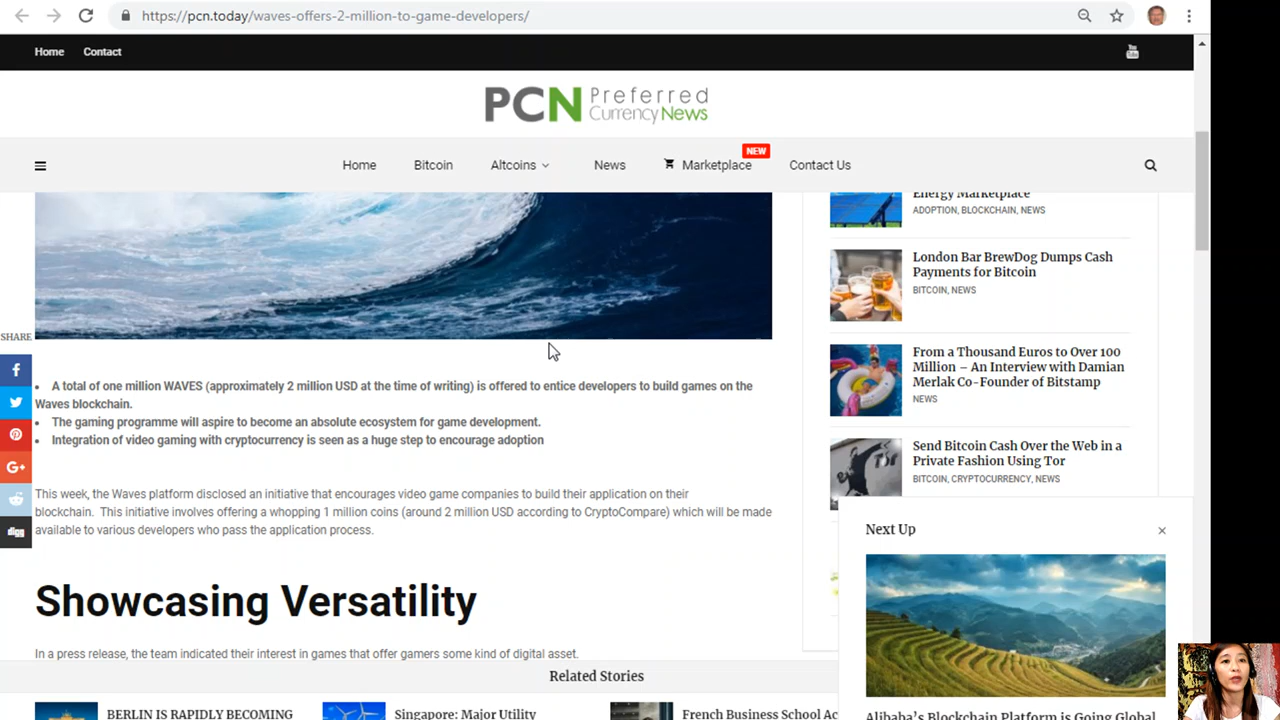 https://pcn.today/waves-offers-2-million-to-game-developers/
Home Contact
You Tube
PCN Preferred Currency News
Home Bitcoin Altcoins News Marketplace NEW Contact Us
Energy Marketplace
ADOPTION, BLOCKCHAIN, NEWS
London Bar BrewDog Dumps Cash
Payments for Bitcoin
BITCOIN, NEWS
SHARE
From a Thousand Euros to Over 100
Million – An Interview with Damian
Merlak Co-Founder of Bitstamp
NEWS
• A total of one million WAVES (approximately 2 million USD at the time of writing) is offered to entice developers to build games on the
Waves blockchain.
• The gaming programme will aspire to become an absolute ecosystem for game development.
• Integration of video gaming with cryptocurrency is seen as a huge step to encourage adoption
Send Bitcoin Cash Over the Web in a
Private Fashion Using Tor
BITCOIN, CRYPTOCURRENCY, NEWS
This week, the Waves platform disclosed an initiative that encourages video game companies to build their application on their
blockchain. This initiative involves offering a whopping 1 million coins (around 2 million USD according to CryptoCompare) which will be made
available to various developers who pass the application process.
digg
Next Up
Showcasing Versatility
In a press release, the team indicated their interest in games that offer gamers some kind of digital asset.
Related Stories
BERLIN IS RAPIDLY BECOMING
Singapore: Major Utility
French Business School Ac
Alibaba's Blockchain Platform is Going Global